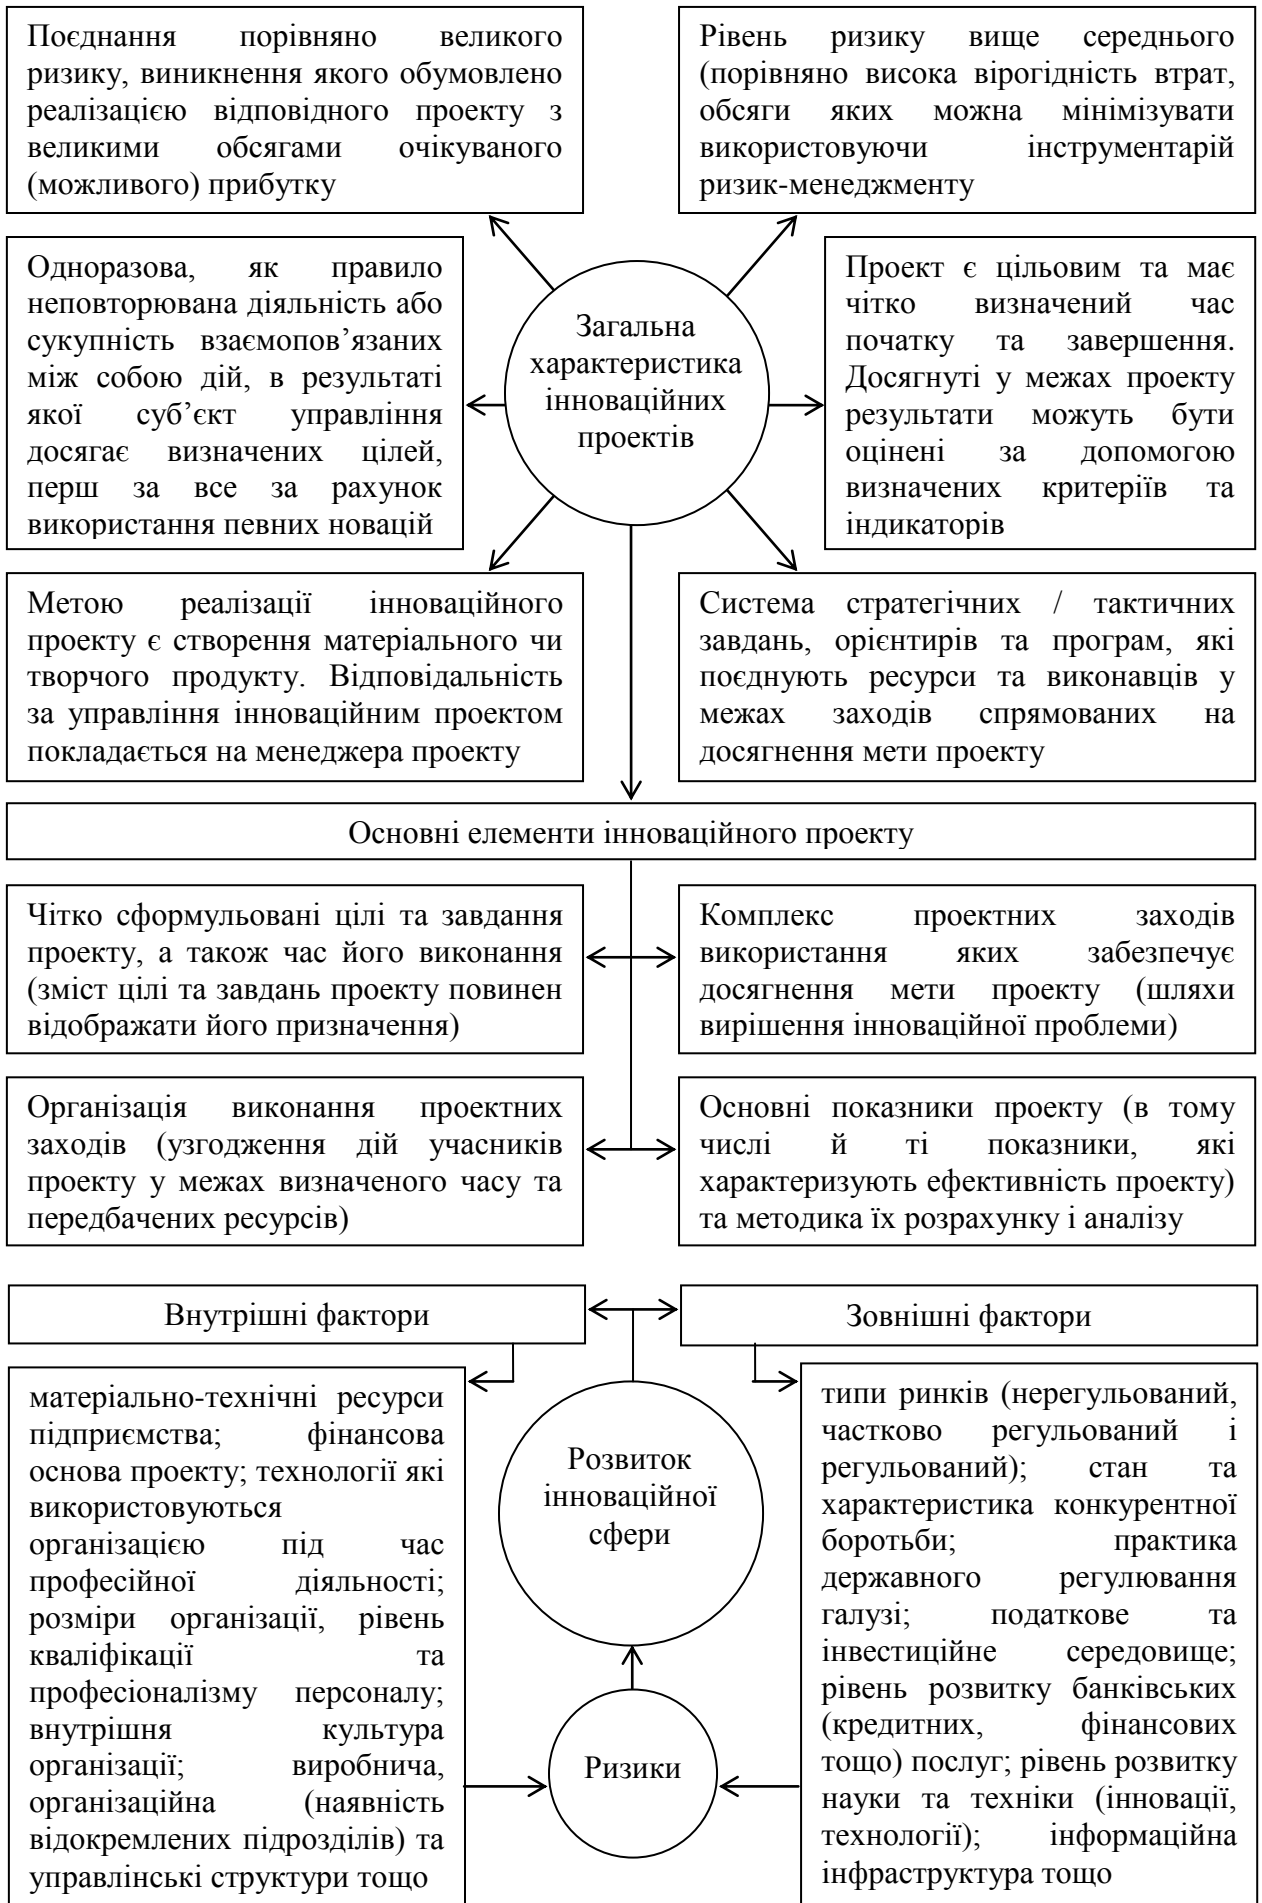 Поєднання порівняно великого
ризику, виникнення якого обумовлено
реалізацією відповідного проекту з
великими обсягами очікуваного
(можливого) прибутку
Рівень ризику вище середнього
(порівняно висока вірогідність втрат,
обсяги яких можна мінімізувати
використовуючи інструментарій
ризик-менеджменту
Одноразова, як правило
неповторювана діяльність або
сукупність взаємопов’язаних
між собою дій, в результаті
якої суб’єкт управління
досягає визначених цілей,
перш за все за рахунок
використання певних новацій
Загальна
характеристика
інноваційних
проектів
Проект є цільовим та має
чітко визначений час
початку та завершення.
Досягнуті у межах проекту
результати можуть бути
оцінені за допомогою
визначених критеріїв та
індикаторів
Метою реалізації інноваційного
проекту є створення матеріального чи
творчого продукту. Відповідальність
за управління інноваційним проектом
покладається на менеджера проекту
Система стратегічних / тактичних
завдань, орієнтирів та програм, які
поєднують ресурси та виконавців у
межах заходів спрямованих на
досягнення мети проекту
Основні елементи інноваційного проекту
Чітко сформульовані цілі та завдання
проекту, а також час його виконання
(зміст цілі та завдань проекту повинен
відображати його призначення)
Комплекс проектних заходів
використання яких забезпечує
досягнення мети проекту (шляхи
вирішення інноваційної проблеми)
Організація виконання проектних
заходів (узгодження дій учасників
проекту у межах визначеного часу та
передбачених ресурсів)
Основні показники проекту (в тому
числі й ті показники, які
характеризують ефективність проекту)
та методика їх розрахунку і аналізу
Внутрішні фактори
Зовнішні фактори
матеріально-технічні ресурси
підприємства; фінансова
основа проекту; технології які
використовуються
організацією під час
професійної діяльності;
розміри організації, рівень
кваліфікації та
професіоналізму персоналу;
внутрішня культура
організації; виробнича,
організаційна (наявність
відокремлених підрозділів) та
управлінські структури тощо
Розвиток
інноваційної
сфери
Ризики
типи ринків (нерегульований,
частково регульований і
регульований); стан та
характеристика конкурентної
боротьби; практика
державного регулювання
галузі; податкове та
інвестиційне середовище;
рівень розвитку банківських
(кредитних, фінансових
тощо) послуг; рівень розвитку
науки та техніки (інновації,
технології); інформаційна
інфраструктура тощо